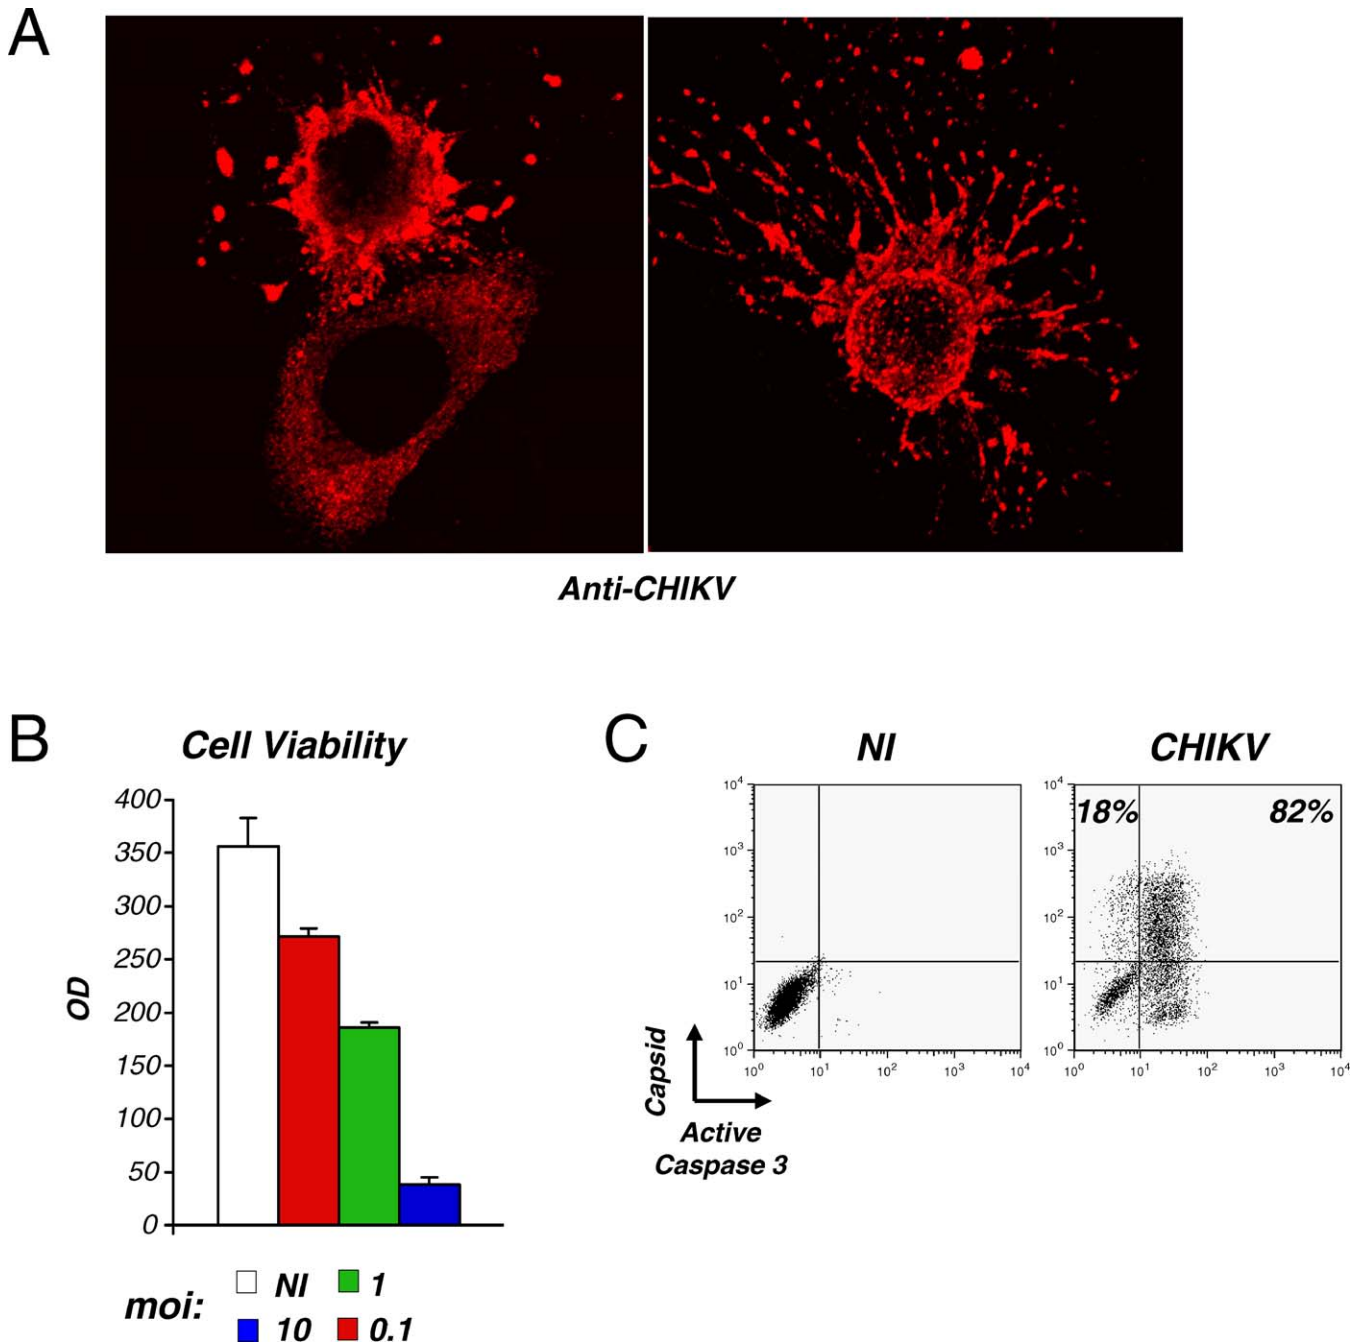 A
Anti-CHIKV
B
Cell Viability
400
350
300
250
200
150
100
50
0
OD
moi:
NI
1
10
0.1
C
NI
CHIKV
10⁴
10³
10²
10¹
10⁰
10⁰ 10¹ 10² 10³ 10⁴
18% 82%
10⁴
10³
10²
10¹
10⁰
10⁰ 10¹ 10² 10³ 10⁴
Capsid
Active
Caspase 3